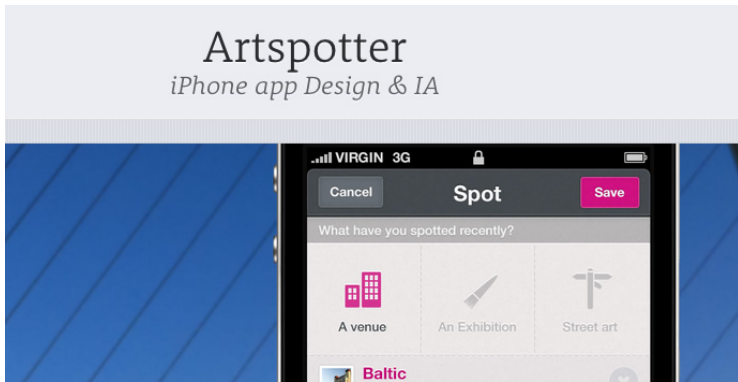 Artspotter
iPhone app Design & IA
VIRGIN 3G
Cancel
Spot
Save
What have you spotted recently?
A venue
An Exhibition
Street art
Baltic